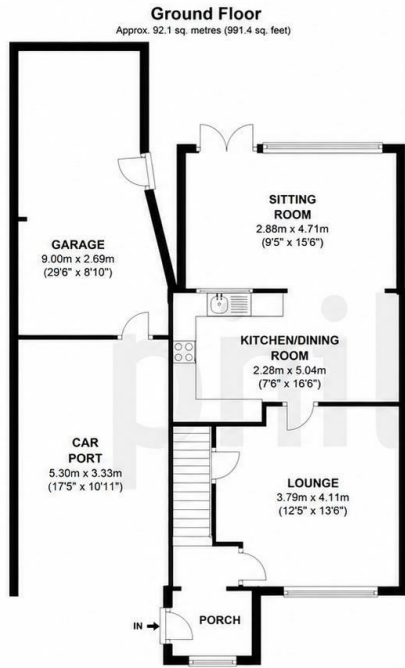 Ground Floor
Approx. 92.1 sq. metres (991.4 sq. feet)
SITTING
ROOM
2.88m x 4.71m
(9'5" x 15'6")
GARAGE
9.00m x 2.69m
(29'6" x 8'10")
KITCHEN/DINING
ROOM
2.28m x 5.04m
(7'6" x 16'6")
CAR
PORT
5.30m x 3.33m
(17'5" x 10'11")
LOUNGE
3.79m x 4.11m
(12'5" x 13'6")
IN
PORCH
phil